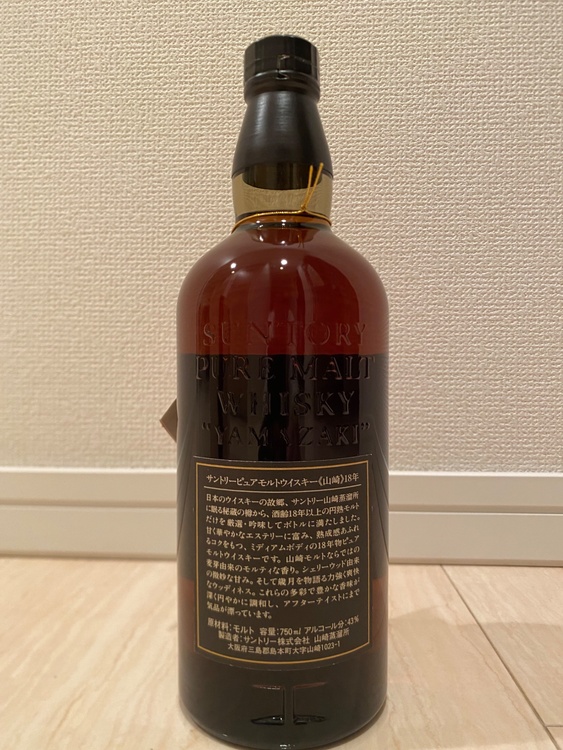 SUNTORY
PURE MALT
WHISKY
"YAMAZAKI"
サントリーピュアモルトウイスキー《山崎》18年
日本のウイスキーの故郷、サントリー山崎蒸溜所
に眠る秘蔵の樽から、酒齢18年以上の円熟モルト
だけを厳選・吟味してボトルに満たしました。
甘く華やかなエステリーに富み、熟成感あふれ
るコクをもつ、ミディアムボディの18年物ピュア
モルトウイスキーです。山崎モルトならではの
麦芽由来のモルティな香り。シェリーウッド由来
の微妙な甘み。そして歳月を物語る力強く爽快
なウッディネス。これらの多彩で豊かな香味が
深く円やかに調和し、アフターテイストにまで
気品が漂っています。
原材料:モルト 容量:750ml アルコール分:43%
製造者:サントリー株式会社 山崎蒸溜所
大阪府三島郡島本町大字山崎1023-1